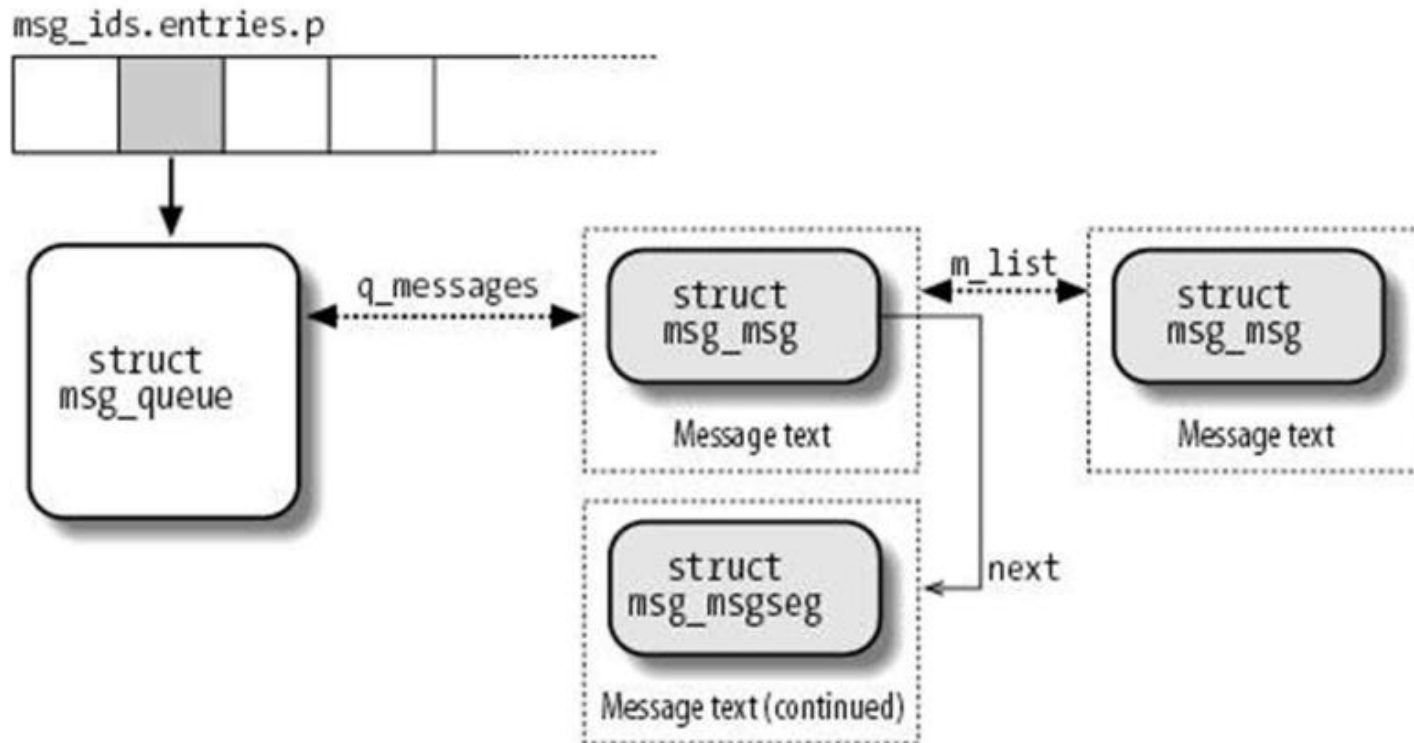 msg_ids.entries.p
struct
msg_queue
q_messages
struct
msg_msg
Message text
m_list
struct
msg_msg
Message text
next
struct
msg_msgseg
Message text (continued)